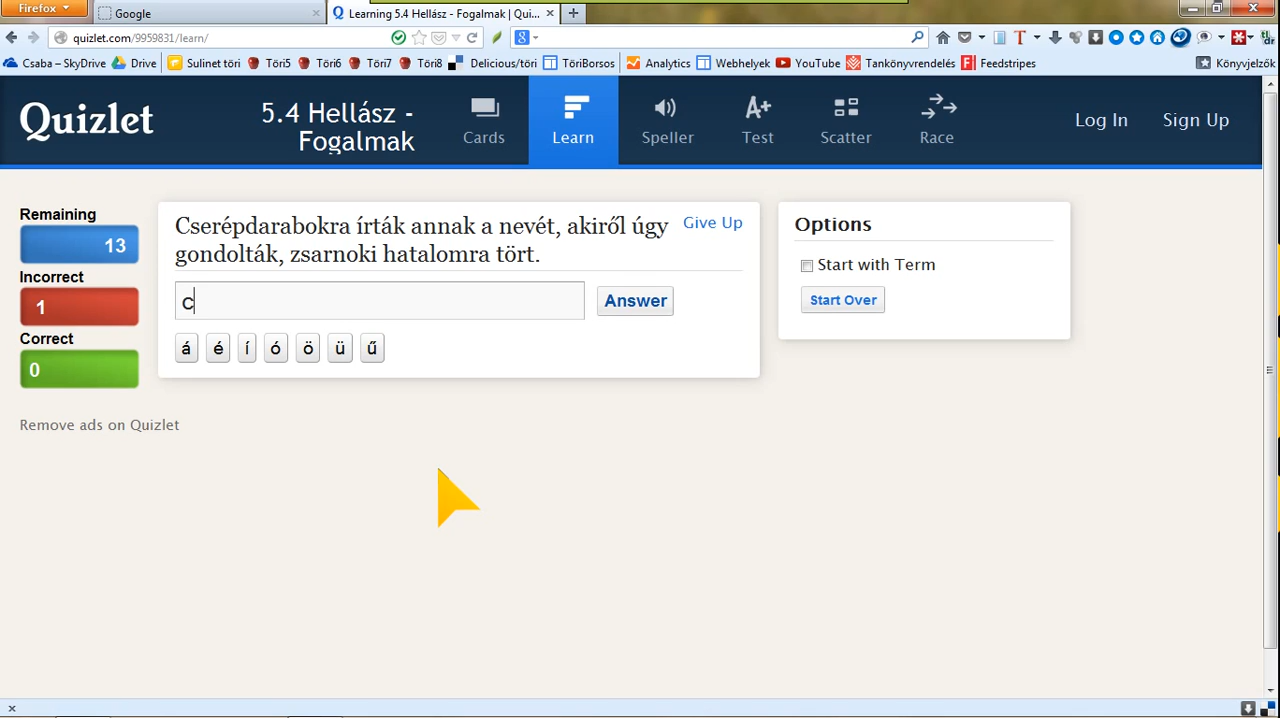 Firefox
Google
Learning 5.4 Hellász - Fogalmak | Qui...
quizlet.com/9959831/learn/
Csaba – SkyDrive
Drive
Sulinet töri
Töri5
Töri6
Töri7
Töri8
Delicious/töri
TöriBorsos
Analytics
Webhelyek
YouTube
Tankönyvrendelés
Feedstripes
Könyvjelzők
Quizlet
5.4 Hellász -
Fogalmak
Cards
Learn
Speller
Test
Scatter
Race
Log In
Sign Up
Remaining
13
Incorrect
1
Correct
0
Remove ads on Quizlet
Cserépdarabokra írták annak a nevét, akiről úgy
gondolták, zsarnoki hatalomra tört.
Give Up
C
Answer
á é í ó ö ü ű
Options
Start with Term
Start Over